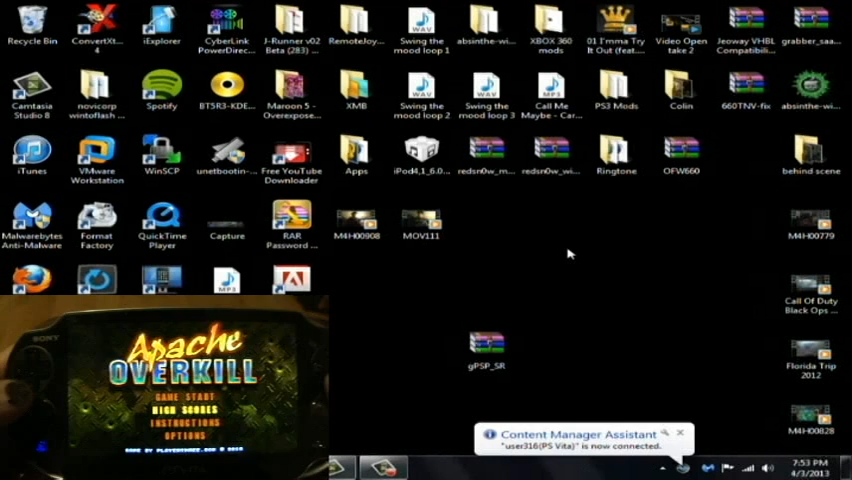 Recycle Bin
ConvertXt...
4
iExplorer
CyberLink
PowerDirec...
J-Runner v02
Beta (283) ...
RemoteJoy...
Swing the
mood loop 1
absinthe-wi...
XBOX 360
mods
01 I'mma Try
It Out (feat....
Video Open
take 2
Jeoway VHBL
Compatibili...
grabber_saa...
Camtasia
Studio 8
novicorp
wintoflash ...
Spotify
BT5R3-KDE...
Maroon 5 -
Overexpose...
XMB
Swing the
mood loop 2
Swing the
mood loop 3
Call Me
Maybe - Car...
PS3 Mods
Colin
660TNV-fix
absinthe-wi...
iTunes
VMware
Workstation
WinSCP
unetbootin-...
Free YouTube
Downloader
Apps
iPod4,1_6.0...
redsn0w_m...
redsn0w_wi...
Ringtone
OFW660
behind scene
Malwarebytes
Anti-Malware
Format
Factory
QuickTime
Player
Capture
RAR
Password ...
M4H00908
MOV111
M4H00779
Call Of Duty
Black Ops ...
gPSP_SR
Florida Trip
2012
M4H00828
SONY
Apache
OVERKILL
GAME START
HIGH SCORES
INSTRUCTIONS
OPTIONS
Content Manager Assistant
"user316(PS Vita)" is now connected.
7:53 PM
4/3/2013